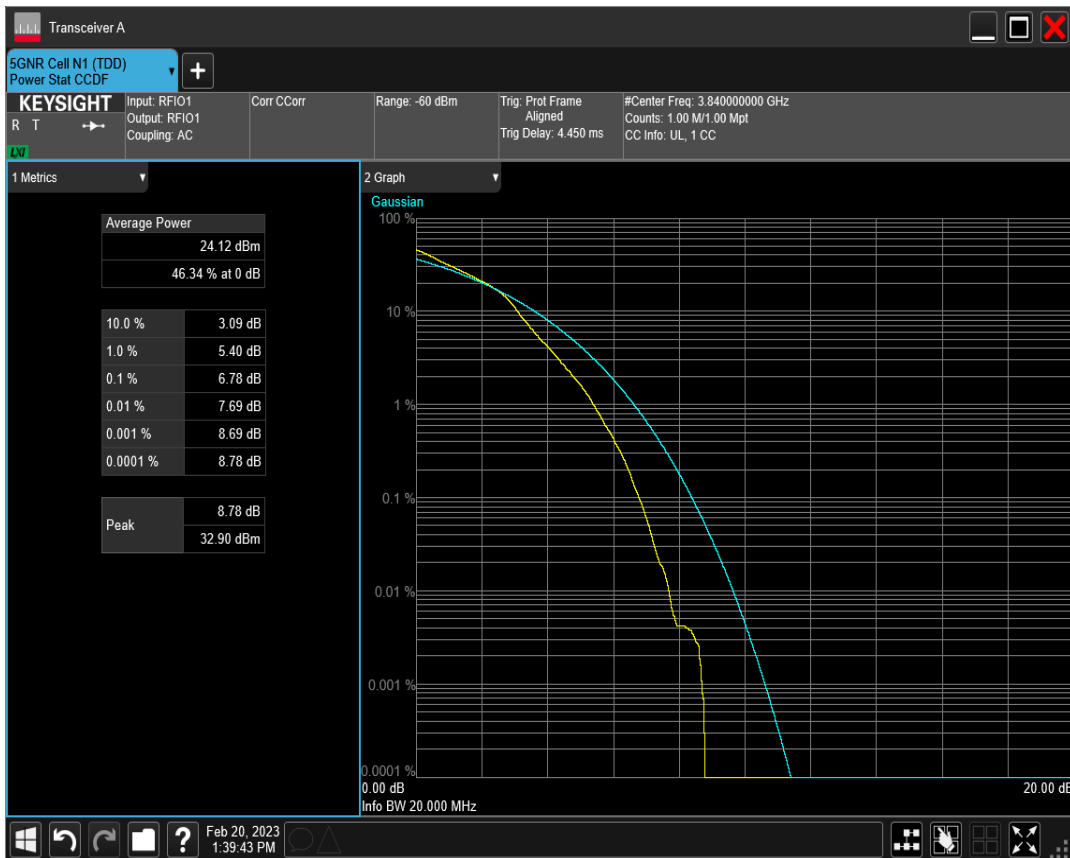 Transceiver A
5GNR Cell N1 (TDD)
Power Stat CCDF
KEYSIGHT
R T
LXI
Input: RFIO1
Output: RFIO1
Coupling: AC
Corr CCorr
Range: -60 dBm
Trig: Prot Frame
Aligned
Trig Delay: 4.450 ms
#Center Freq: 3.840000000 GHz
Counts: 1.00 M/1.00 Mpt
CC Info: UL, 1 CC
1 Metrics
Average Power
24.12 dBm
46.34 % at 0 dB
10.0 % 3.09 dB
1.0 % 5.40 dB
0.1 % 6.78 dB
0.01 % 7.69 dB
0.001 % 8.69 dB
0.0001 % 8.78 dB
Peak
8.78 dB
32.90 dBm
2 Graph
Gaussian
100 %
10 %
1 %
0.1 %
0.01 %
0.001 %
0.0001 %
0.00 dB 20.00 dB
Info BW 20.000 MHz
?
Feb 20, 2023
1:39:43 PM